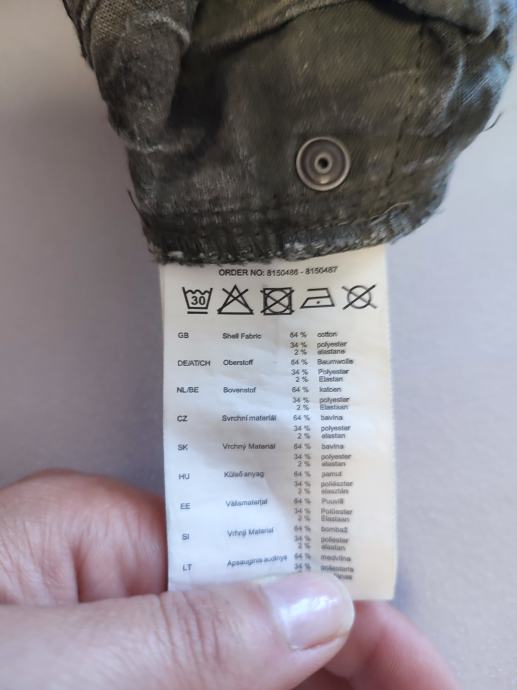 ORDER NO: 8150486 - 8150487
30
GB Shell Fabric 64 % cotton
34 % polyester
2 % elastane
DE/AT/CH Oberstoff 64 % Baumwolle
34 % Polyester
2 % Elastan
NL/BE Bovenstof 64 % katoen
34 % polyester
2 % Elastaan
CZ Svrchní materiál 64 % bavlna
34 % polyester
2 % elastan
SK Vrchný Materiál 64 % bavlna
34 % polyester
2 % elastan
HU Külső anyag 64 % pamut
34 % poliészter
2 % elasztán
EE Välismaterjal 64 % Puuvill
34 % Polüester
2 % Elastaan
SI Vrhnji Material 64 % bombaž
34 % poliester
2 % elastan
LT Apsauginis audinys 64 % medvilna
34 % poliesteris